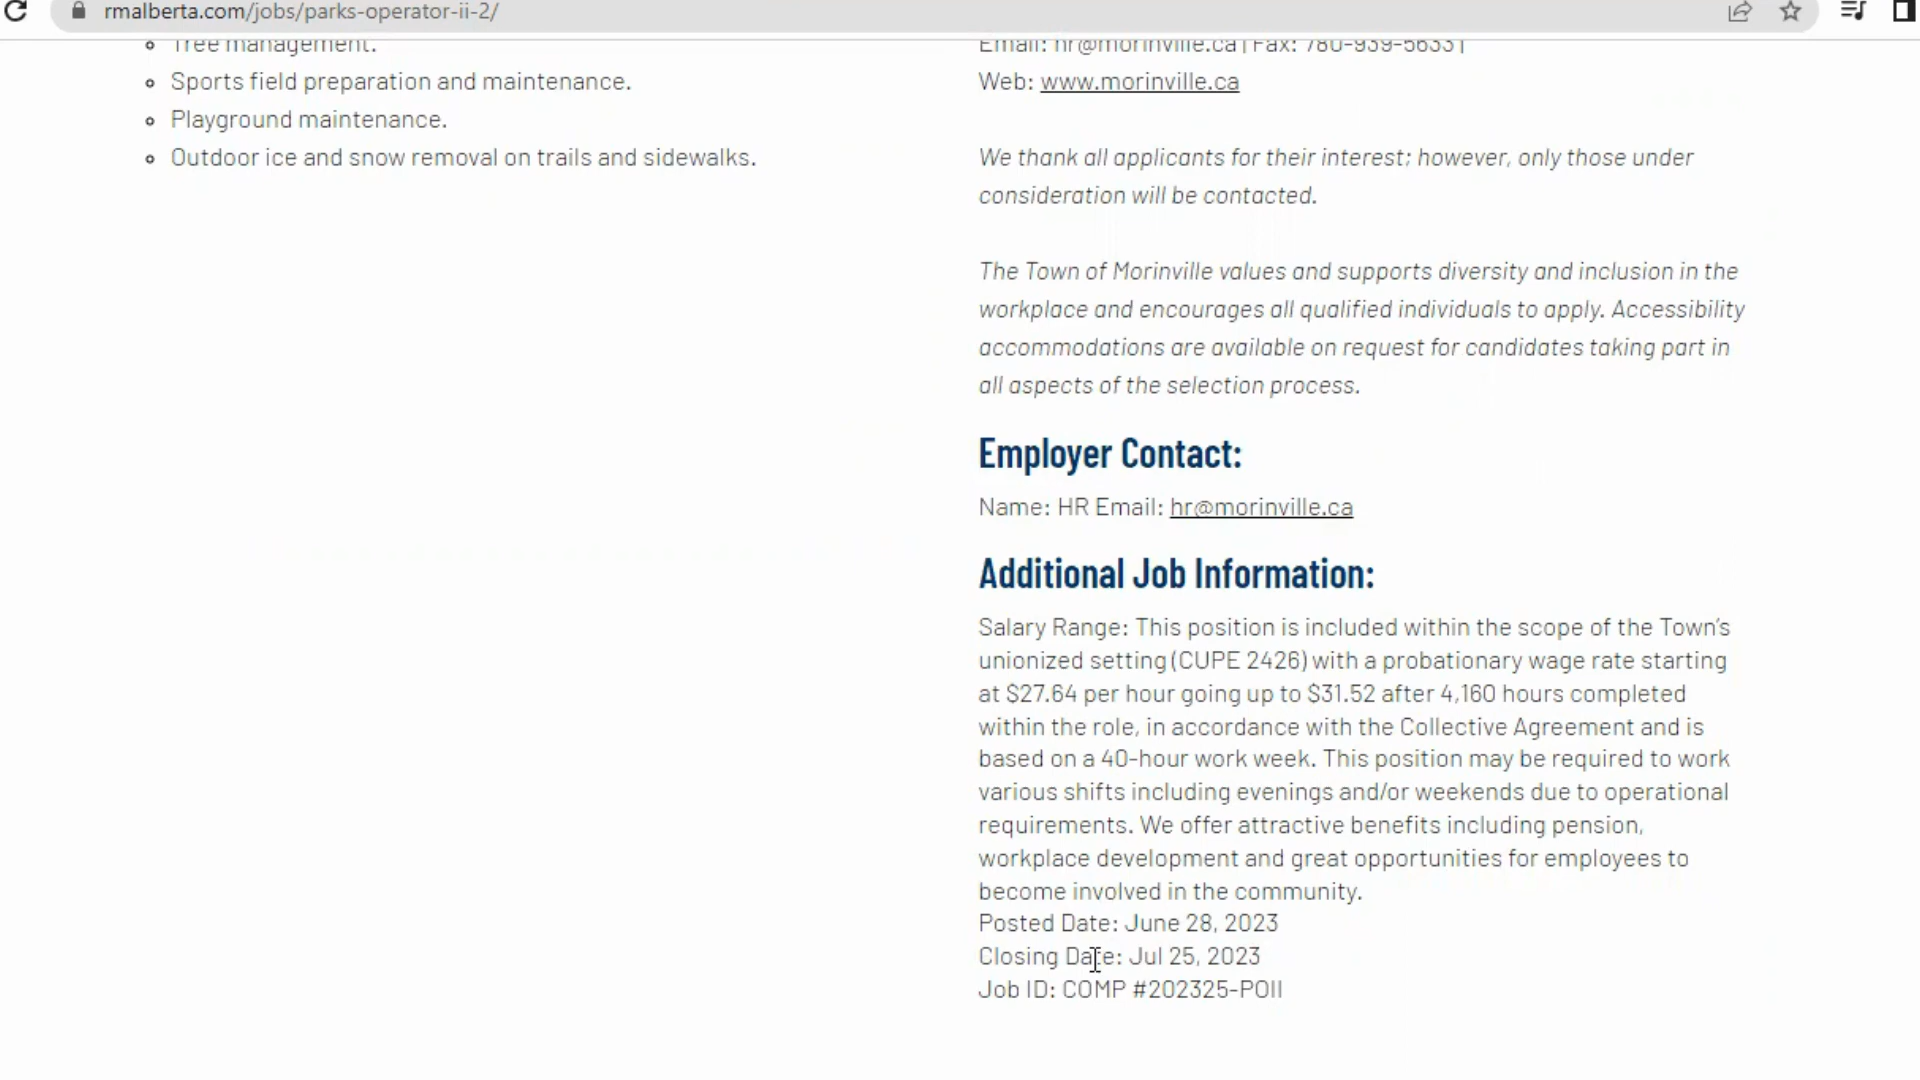 rmalberta.com/jobs/parks-operator-ii-2/
Tree management.
Sports field preparation and maintenance.
Playground maintenance.
Outdoor ice and snow removal on trails and sidewalks.
Email: hr@morinville.ca | Fax: 780-939-5633 |
Web: www.morinville.ca
We thank all applicants for their interest; however, only those under
consideration will be contacted.
The Town of Morinville values and supports diversity and inclusion in the
workplace and encourages all qualified individuals to apply. Accessibility
accommodations are available on request for candidates taking part in
all aspects of the selection process.
Employer Contact:
Name: HR Email: hr@morinville.ca
Additional Job Information:
Salary Range: This position is included within the scope of the Town's
unionized setting (CUPE 2426) with a probationary wage rate starting
at $27.64 per hour going up to $31.52 after 4,160 hours completed
within the role, in accordance with the Collective Agreement and is
based on a 40-hour work week. This position may be required to work
various shifts including evenings and/or weekends due to operational
requirements. We offer attractive benefits including pension,
workplace development and great opportunities for employees to
become involved in the community.
Posted Date: June 28, 2023
Closing Date: Jul 25, 2023
Job ID: COMP #202325-POII